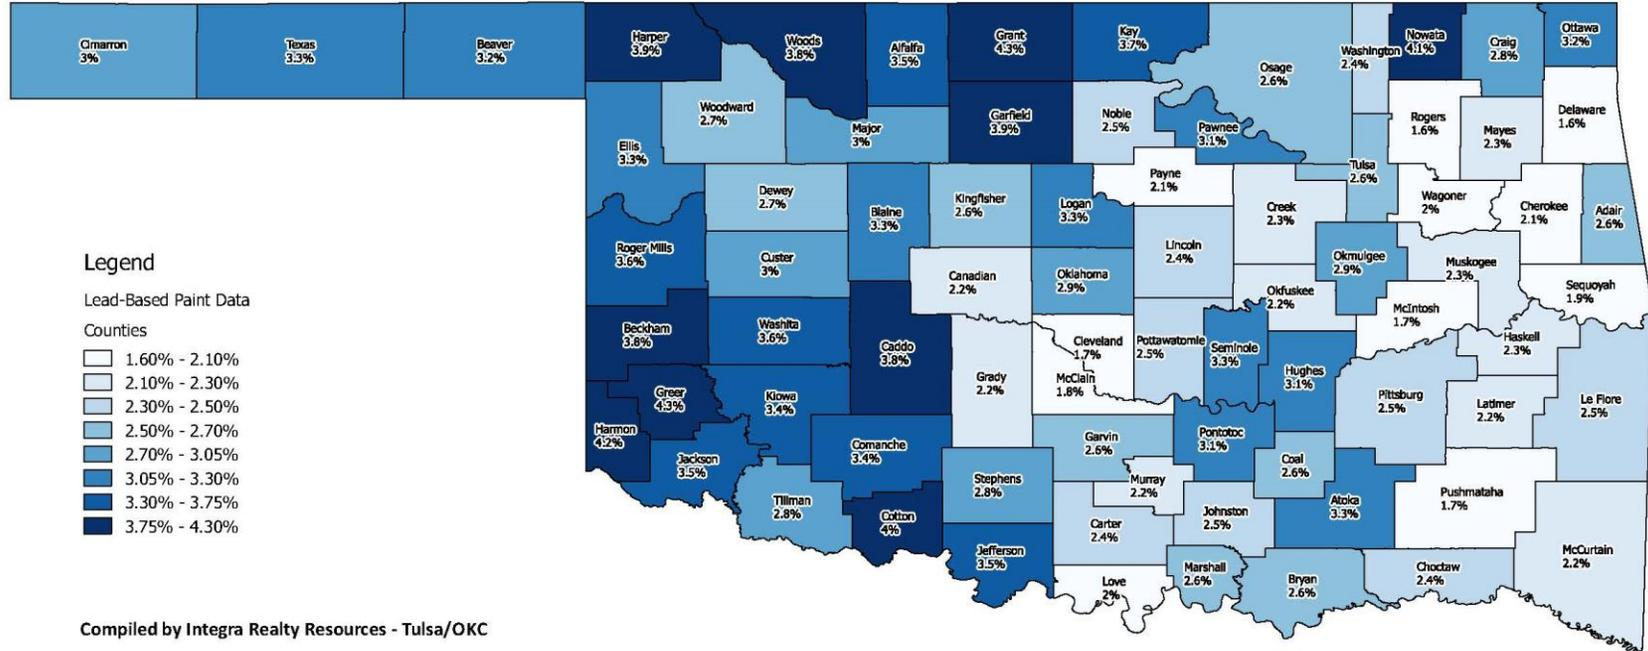 Cimarron
3%
Texas
3.3%
Beaver
3.2%
Harper
3.9%
Woods
3.8%
Alfalfa
3.5%
Grant
4.3%
Kay
3.7%
Osage
2.6%
Washington
2.4%
Nowata
4.1%
Craig
2.8%
Ottawa
3.2%
Woodward
2.7%
Major
3%
Garfield
3.9%
Noble
2.5%
Pawnee
3.1%
Rogers
1.6%
Mayes
2.3%
Delaware
1.6%
Ellis
3.3%
Dewey
2.7%
Blaine
3.3%
Kingfisher
2.6%
Logan
3.3%
Payne
2.1%
Creek
2.3%
Tulsa
2.6%
Wagoner
2%
Cherokee
2.1%
Adair
2.6%
Roger Mills
3.6%
Custer
3%
Canadian
2.2%
Oklahoma
2.9%
Lincoln
2.4%
Okfuskee
2.2%
Okmulgee
2.9%
Muskogee
2.3%
McIntosh
1.7%
Sequoyah
1.9%
Beckham
3.8%
Washita
3.6%
Caddo
3.8%
Grady
2.2%
Cleveland
1.7%
McClain
1.8%
Pottawatomie
2.5%
Seminole
3.3%
Hughes
3.1%
Pittsburg
2.5%
Haskell
2.3%
Latimer
2.2%
Le Flore
2.5%
Harmon
4.2%
Greer
4.3%
Kiowa
3.4%
Jackson
3.5%
Tillman
2.8%
Comanche
3.4%
Cotton
4%
Stephens
2.8%
Jefferson
3.5%
Garvin
2.6%
Murray
2.2%
Carter
2.4%
Love
2%
Pontotoc
3.1%
Johnston
2.5%
Marshall
2.6%
Coal
2.6%
Atoka
3.3%
Bryan
2.6%
Pushmataha
1.7%
Choctaw
2.4%
McCurtain
2.2%
Legend
Lead-Based Paint Data
Counties
1.60% - 2.10%
2.10% - 2.30%
2.30% - 2.50%
2.50% - 2.70%
2.70% - 3.05%
3.05% - 3.30%
3.30% - 3.75%
3.75% - 4.30%
Compiled by Integra Realty Resources - Tulsa/OKC